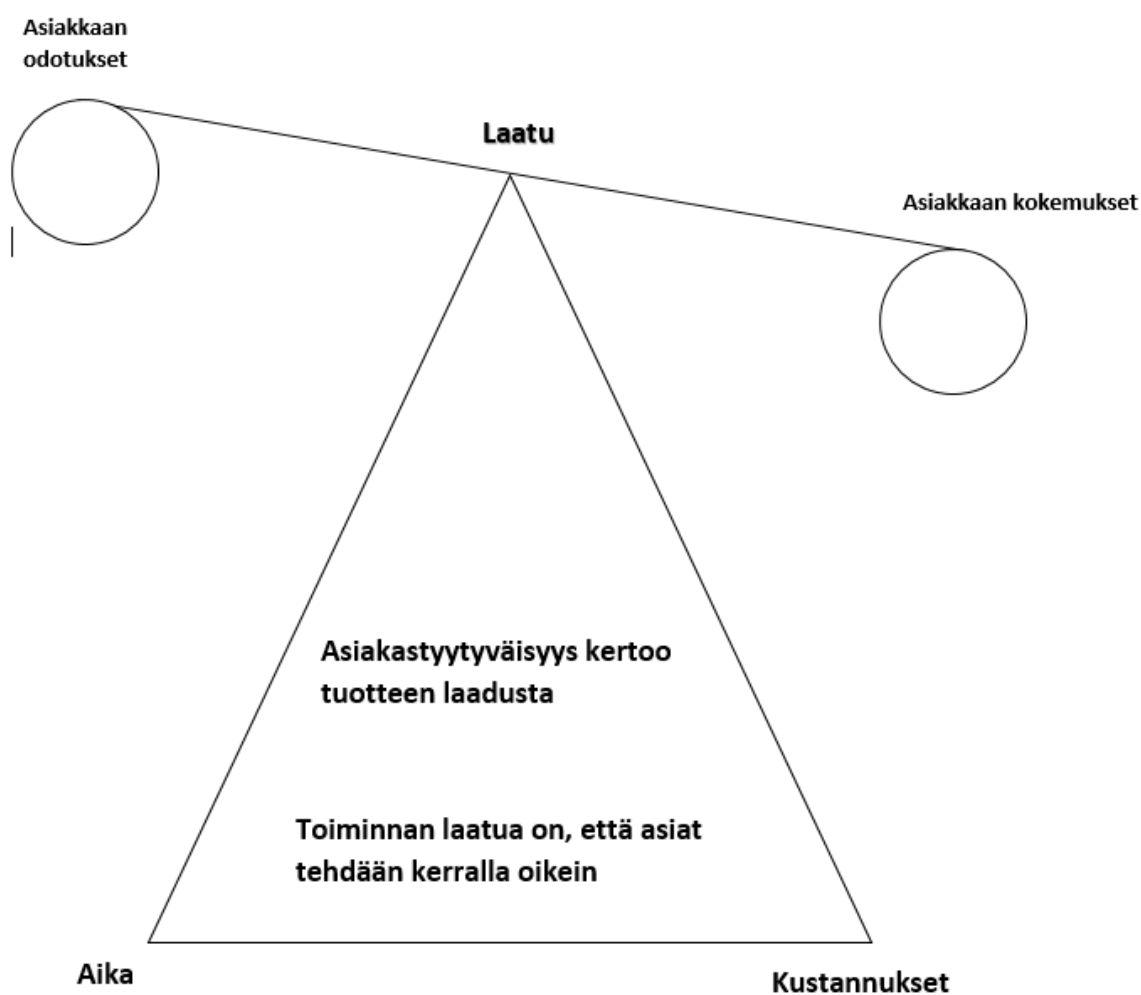 Asiakkaan
odotukset
Laatu
Asiakkaan kokemukset
Asiakastyytyväisyys kertoo
tuotteen laadusta
Toiminnan laatua on, että asiat
tehdään kerralla oikein
Aika
Kustannukset